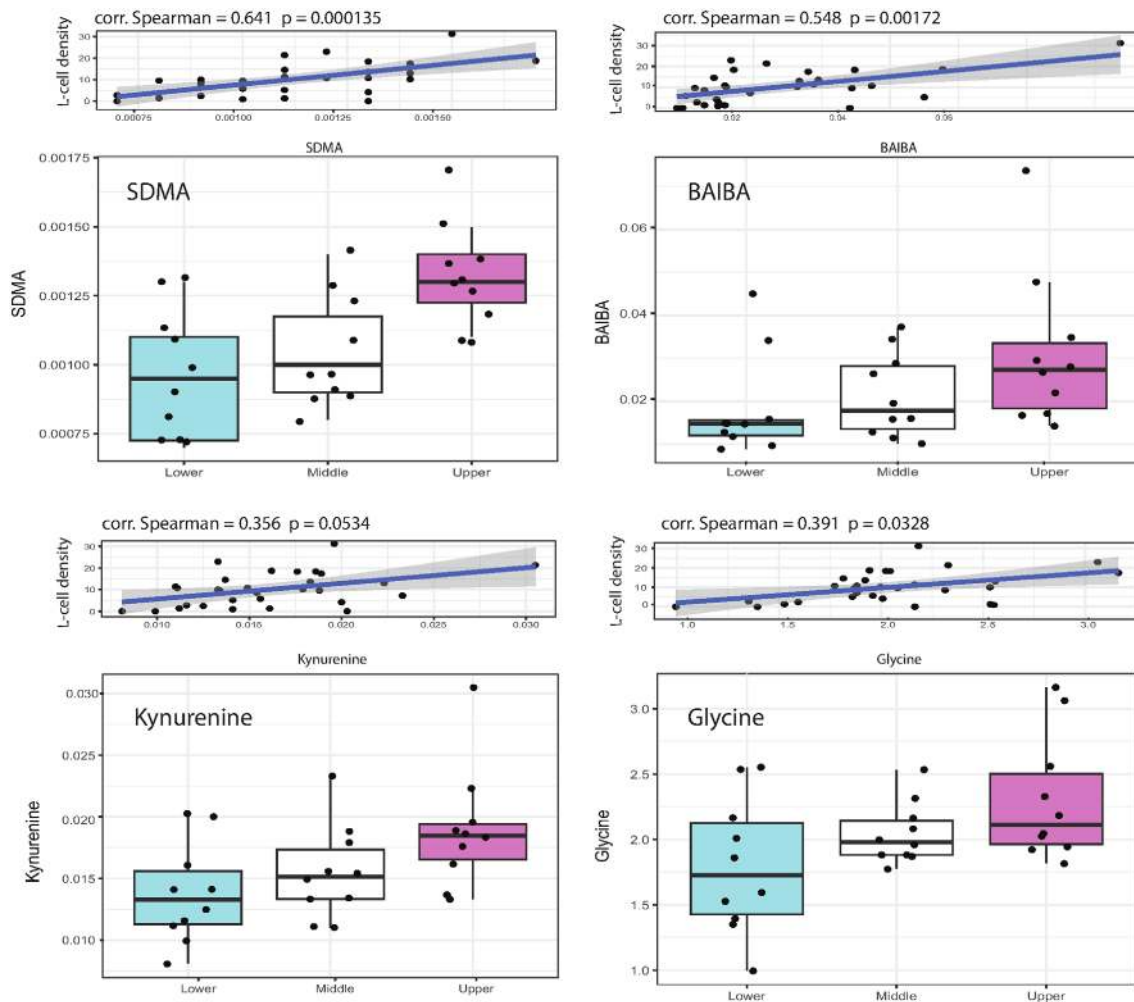 corr. Spearman = 0.641 p = 0.000135
L-cell density
30
20
10
0
0.00075 0.00100 0.00125 0.00150
SDMA
0.00175
0.00150
0.00125
0.00100
0.00075
SDMA
SDMA
Lower Middle Upper
corr. Spearman = 0.548 p = 0.00172
L-cell density
30
20
10
0
0.02 0.04 0.06
BAIBA
0.06
0.04
0.02
BAIBA
BAIBA
Lower Middle Upper
corr. Spearman = 0.356 p = 0.0534
L-cell density
30
20
10
0
0.010 0.015 0.020 0.025 0.030
Kynurenine
0.030
0.025
0.020
0.015
0.010
Kynurenine
Kynurenine
Lower Middle Upper
corr. Spearman = 0.391 p = 0.0328
L-cell density
30
20
10
0
1.0 1.5 2.0 2.5 3.0
Glycine
3.0
2.5
2.0
1.5
1.0
Glycine
Glycine
Lower Middle Upper